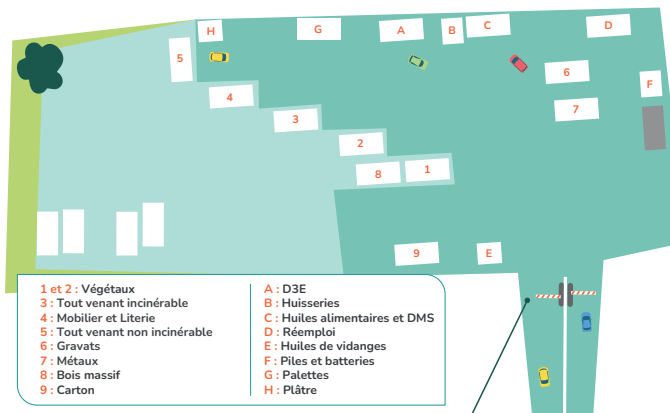 H
G
A
B
C
D
5
6
F
4
7
3
2
8
1
9
E
1 et 2 : Végétaux
3 : Tout venant incinérable
4 : Mobilier et Literie
5 : Tout venant non incinérable
6 : Gravats
7 : Métaux
8 : Bois massif
9 : Carton
A : D3E
B : Huisseries
C : Huiles alimentaires et DMS
D : Réemploi
E : Huiles de vidanges
F : Piles et batteries
G : Palettes
H : Plâtre